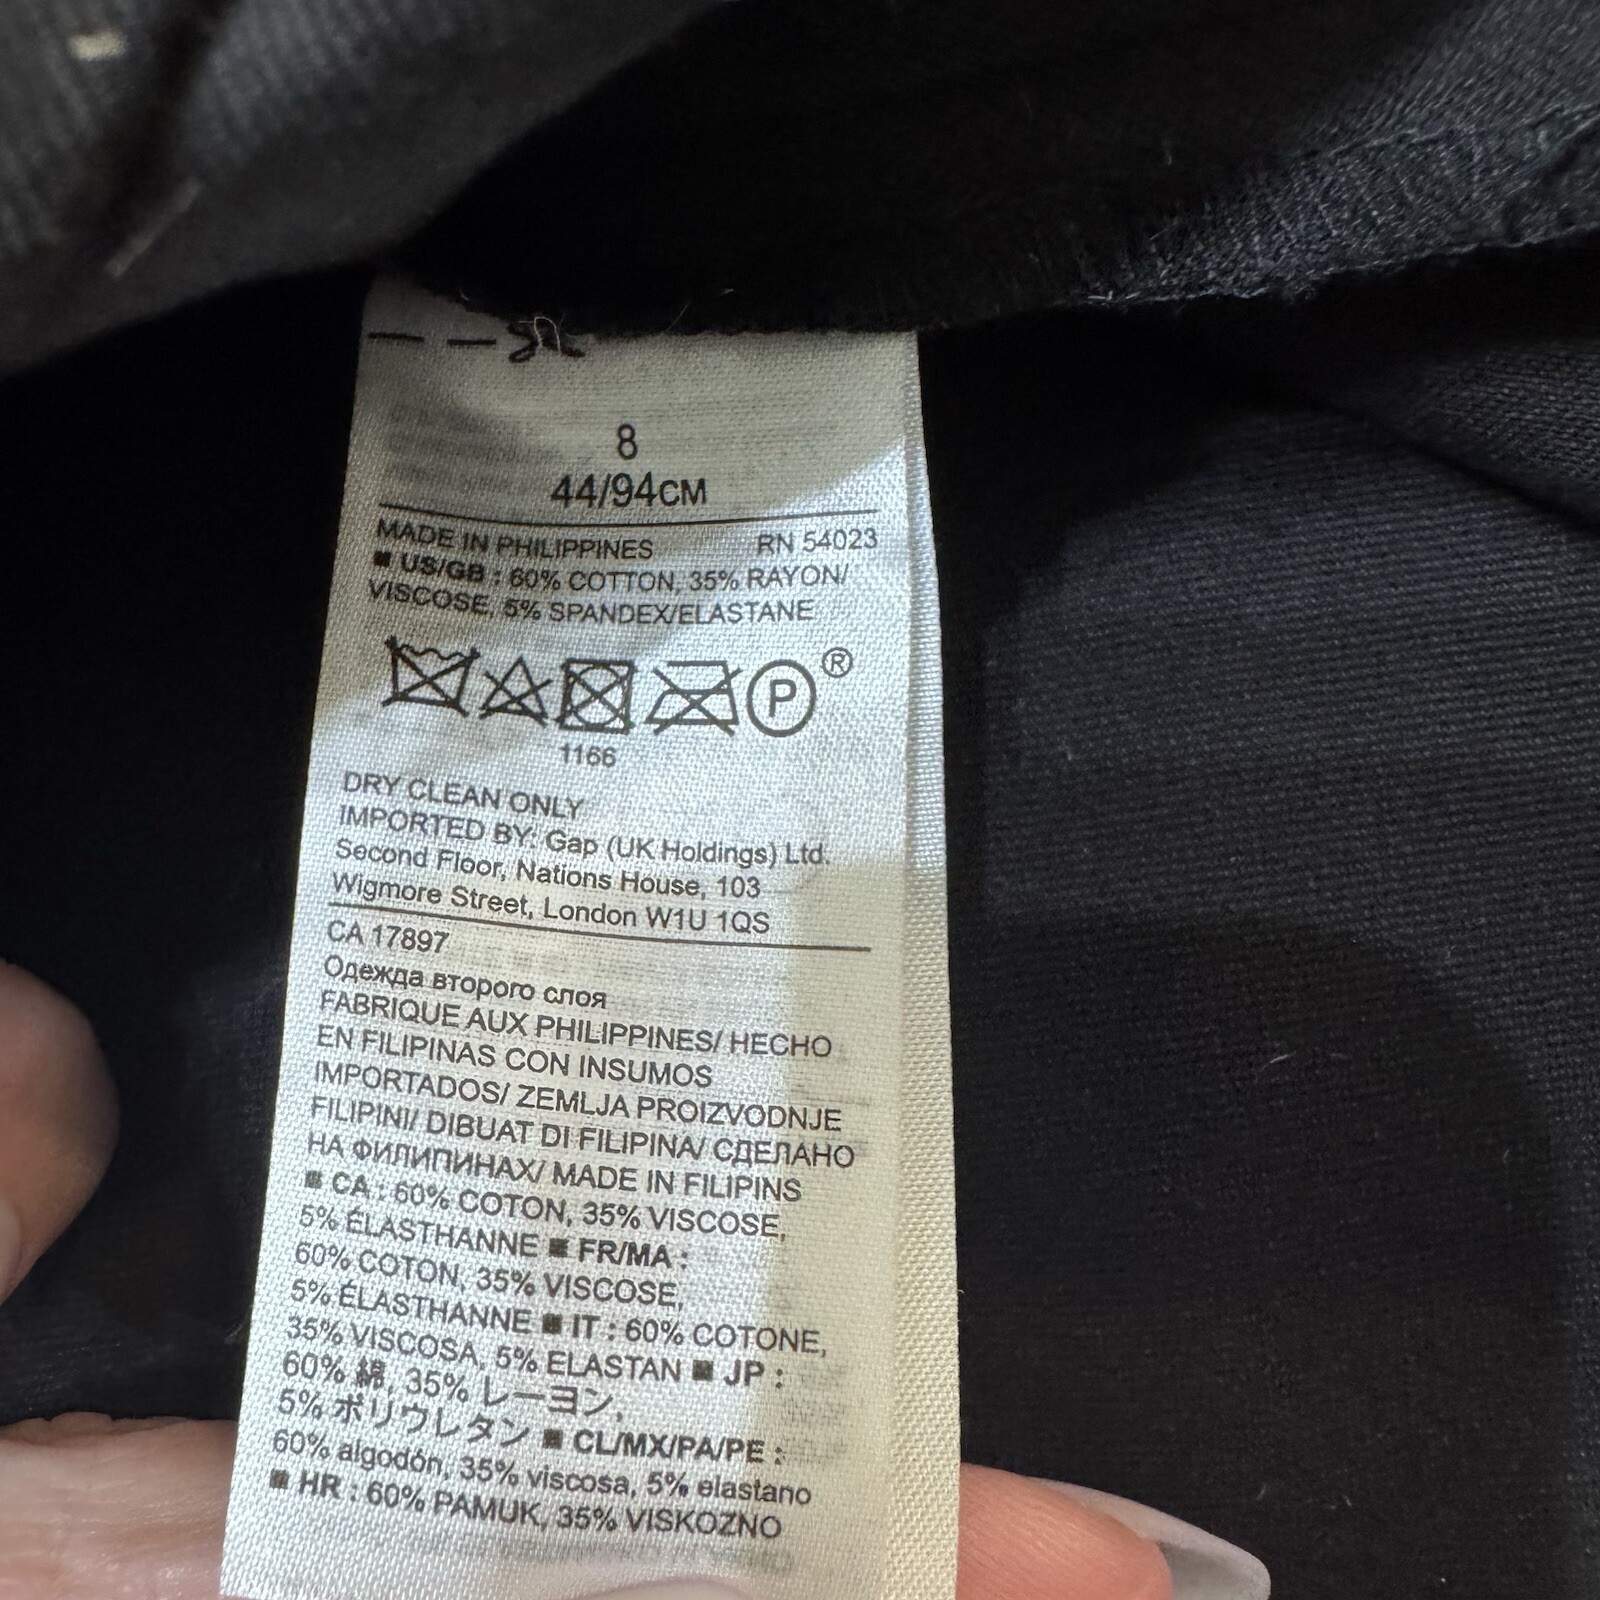 8
44/94CM
MADE IN PHILIPPINES RN 54023
■ US/GB : 60% COTTON, 35% RAYON/
VISCOSE, 5% SPANDEX/ELASTANE
P ®
1166
DRY CLEAN ONLY
IMPORTED BY: Gap (UK Holdings) Ltd.
Second Floor, Nations House, 103
Wigmore Street, London W1U 1QS
CA 17897
Одежда второго слоя
FABRIQUE AUX PHILIPPINES/ HECHO
EN FILIPINAS CON INSUMOS
IMPORTADOS/ ZEMLJA PROIZVODNJE
FILIPINI/ DIBUAT DI FILIPINA/ СДЕЛАНО
НА ФИЛИПИНАХ/ MADE IN FILIPINS
■ CA : 60% COTON, 35% VISCOSE,
5% ÉLASTHANNE ■ FR/MA :
60% COTON, 35% VISCOSE,
5% ÉLASTHANNE ■ IT : 60% COTONE,
35% VISCOSA, 5% ELASTAN ■ JP :
60% 綿, 35% レーヨン,
5% ポリウレタン ■ CL/MX/PA/PE :
60% algodón, 35% viscosa, 5% elastano
■ HR : 60% PAMUK, 35% VISKOZNO